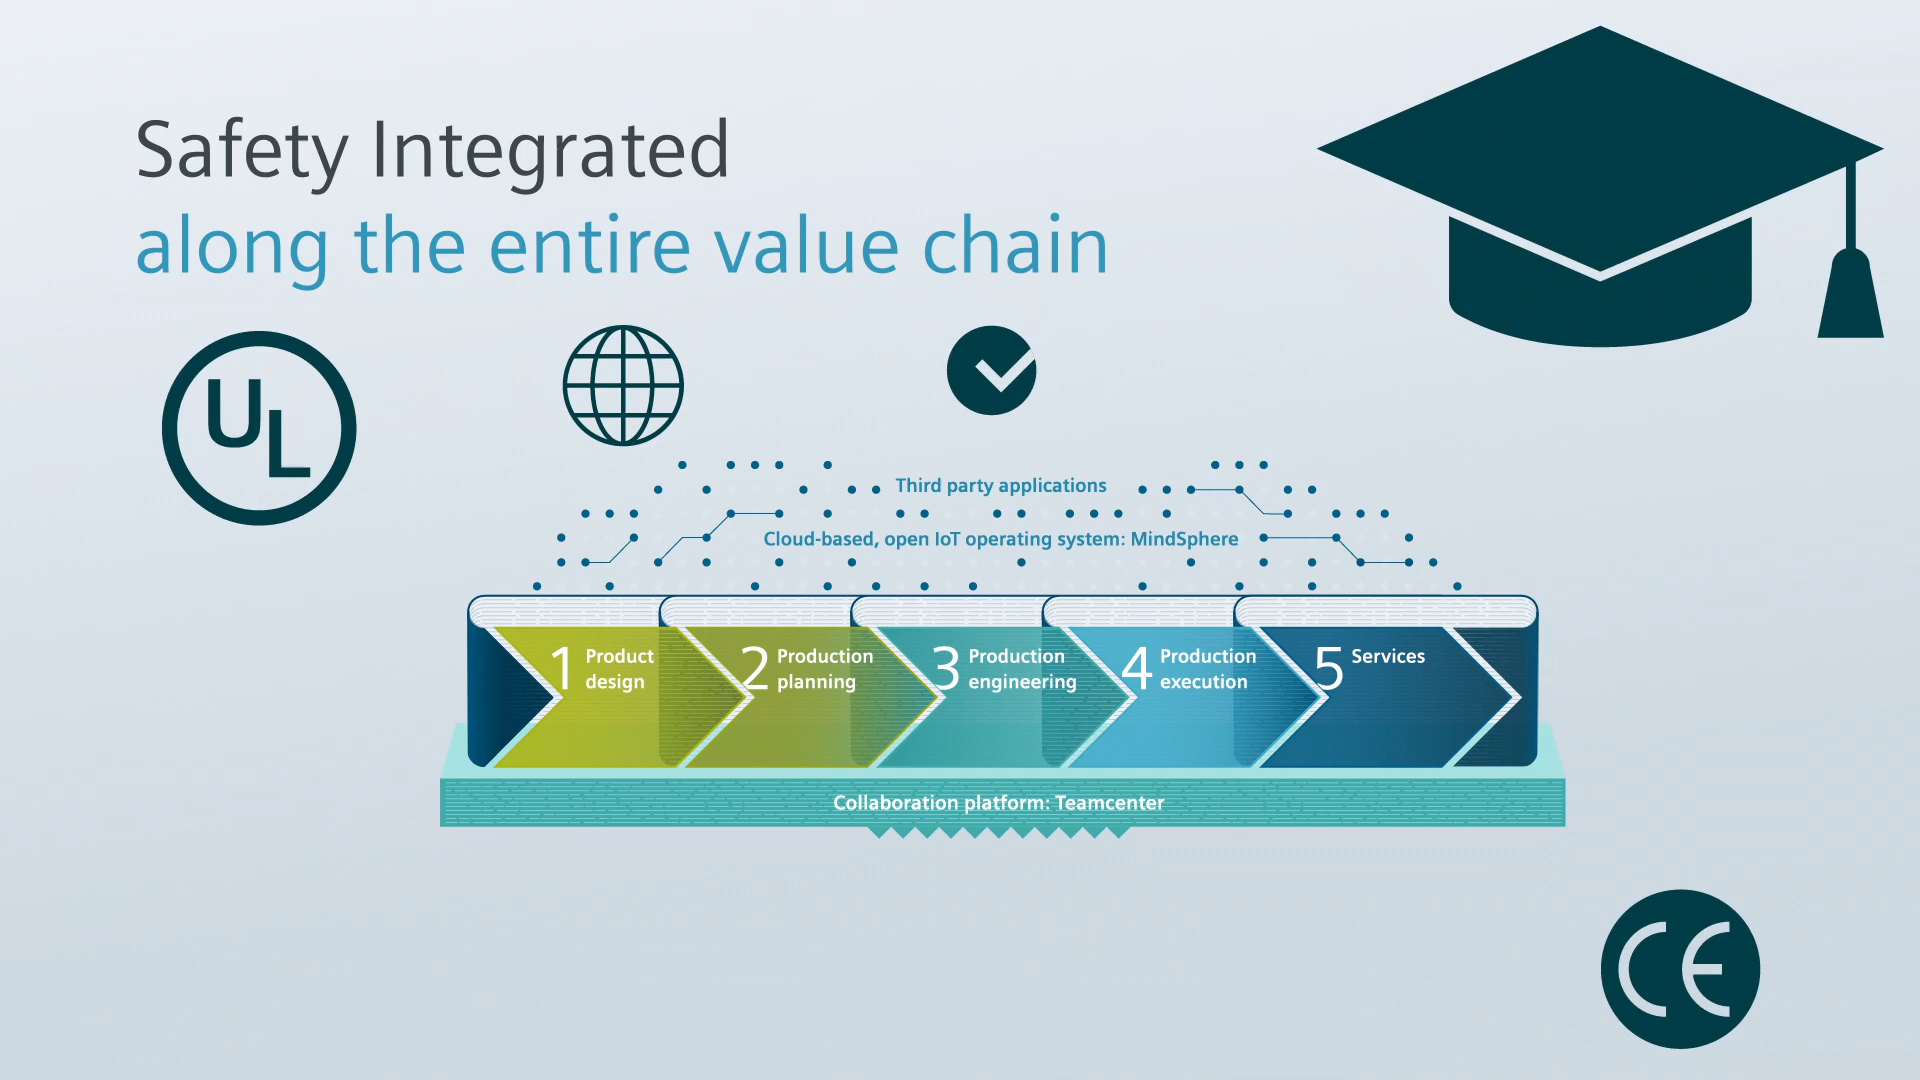 Safety Integrated
along the entire value chain
UL
Third party applications
Cloud-based, open IoT operating system: MindSphere
1 Product design
2 Production planning
3 Production engineering
4 Production execution
5 Services
Collaboration platform: Teamcenter
CE